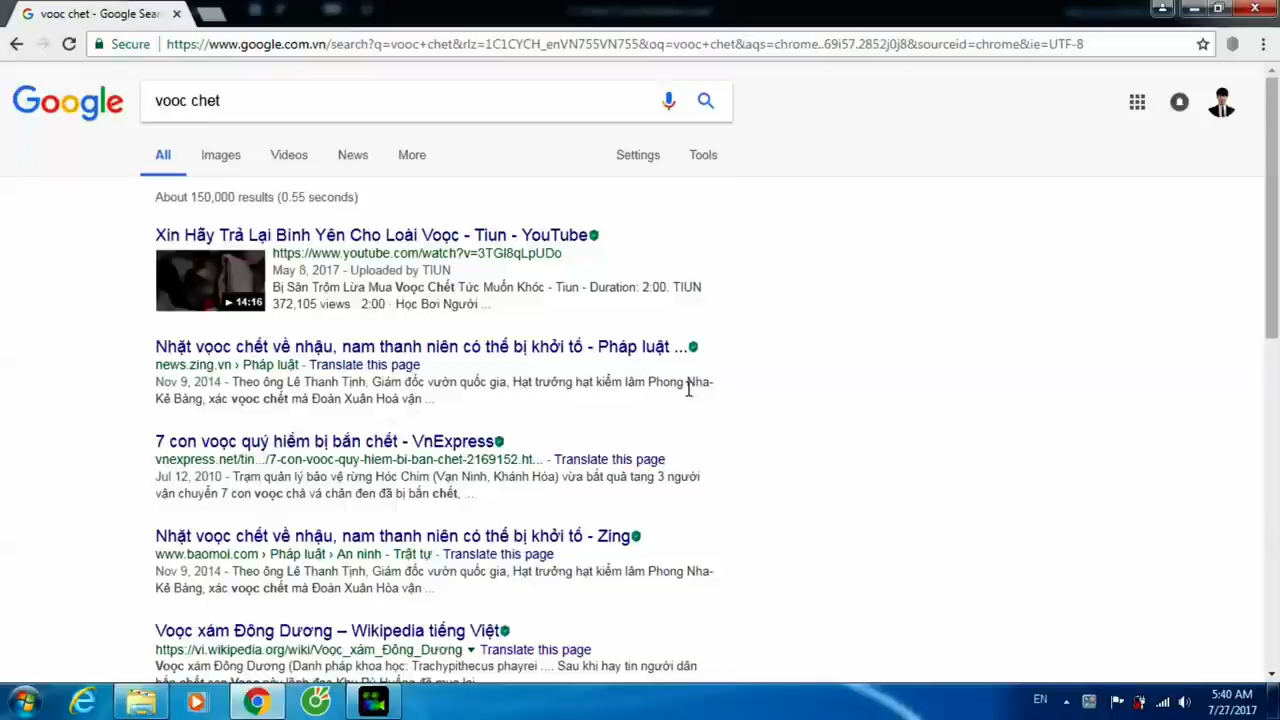 vooc chet - Google Sear
Secure https://www.google.com.vn/search?q=vooc+chet&rlz=1C1CYCH_enVN755VN755&oq=vooc+chet&aqs=chrome..69i57.2852j0j8&sourceid=chrome&ie=UTF-8
Google
vooc chet
All Images Videos News More Settings Tools
About 150,000 results (0.55 seconds)
Xin Hãy Trả Lại Bình Yên Cho Loài Voọc - Tiun - YouTube
https://www.youtube.com/watch?v=3TGI8qLpUDo
May 8, 2017 - Uploaded by TIUN
Bị Săn Trộm Lừa Mua Voọc Chết Tức Muốn Khóc - Tiun - Duration: 2:00. TIUN
14:16 372,105 views 2:00 · Học Bơi Người ...
Nhặt vọoc chết về nhậu, nam thanh niên có thể bị khởi tố - Pháp luật ...
news.zing.vn › Pháp luật - Translate this page
Nov 9, 2014 - Theo ông Lê Thanh Tịnh, Giám đốc vườn quốc gia, Hạt trưởng hạt kiểm lâm Phong Nha-
Kẻ Bàng, xác vọoc chết mà Đoàn Xuân Hoà vận ...
7 con voọc quý hiếm bị bắn chết - VnExpress
vnexpress.net/tin.../7-con-vooc-quy-hiem-bi-ban-chet-2169152.ht... - Translate this page
Jul 12, 2010 - Trạm quản lý bảo vệ rừng Hóc Chim (Vạn Ninh, Khánh Hòa) vừa bắt quả tang 3 người
vận chuyển 7 con voọc chà vá chân đen đã bị bắn chết, ...
Nhặt voọc chết về nhậu, nam thanh niên có thể bị khởi tố - Zing
www.baomoi.com › Pháp luật › An ninh - Trật tự - Translate this page
Nov 9, 2014 - Theo ông Lê Thanh Tịnh, Giám đốc vườn quốc gia, Hạt trưởng hạt kiểm lâm Phong Nha-
Kẻ Bàng, xác vọoc chết mà Đoàn Xuân Hòa vận ...
Voọc xám Đông Dương – Wikipedia tiếng Việt
https://vi.wikipedia.org/wiki/Voọc_xám_Đông_Dương Translate this page
Voọc xám Đông Dương (Danh pháp khoa học: Trachypithecus phayrei .... Sau khi hay tin người dân
EN 5:40 AM
7/27/2017